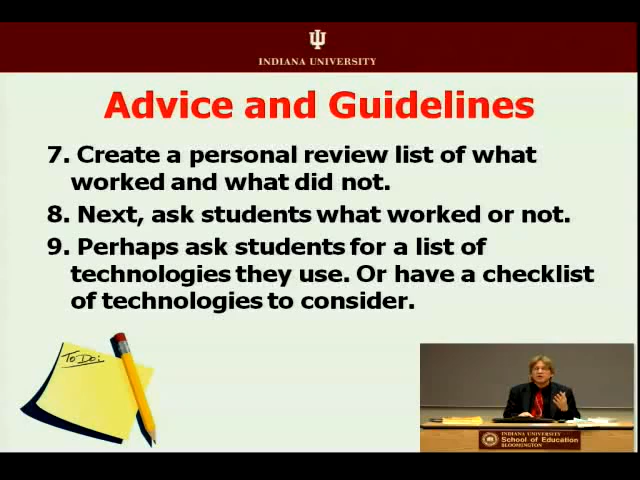 INDIANA UNIVERSITY
Advice and Guidelines
7. Create a personal review list of what
worked and what did not.
8. Next, ask students what worked or not.
9. Perhaps ask students for a list of
technologies they use. Or have a checklist
of technologies to consider.
To Do:
INDIANA UNIVERSITY
School of Education
BLOOMINGTON